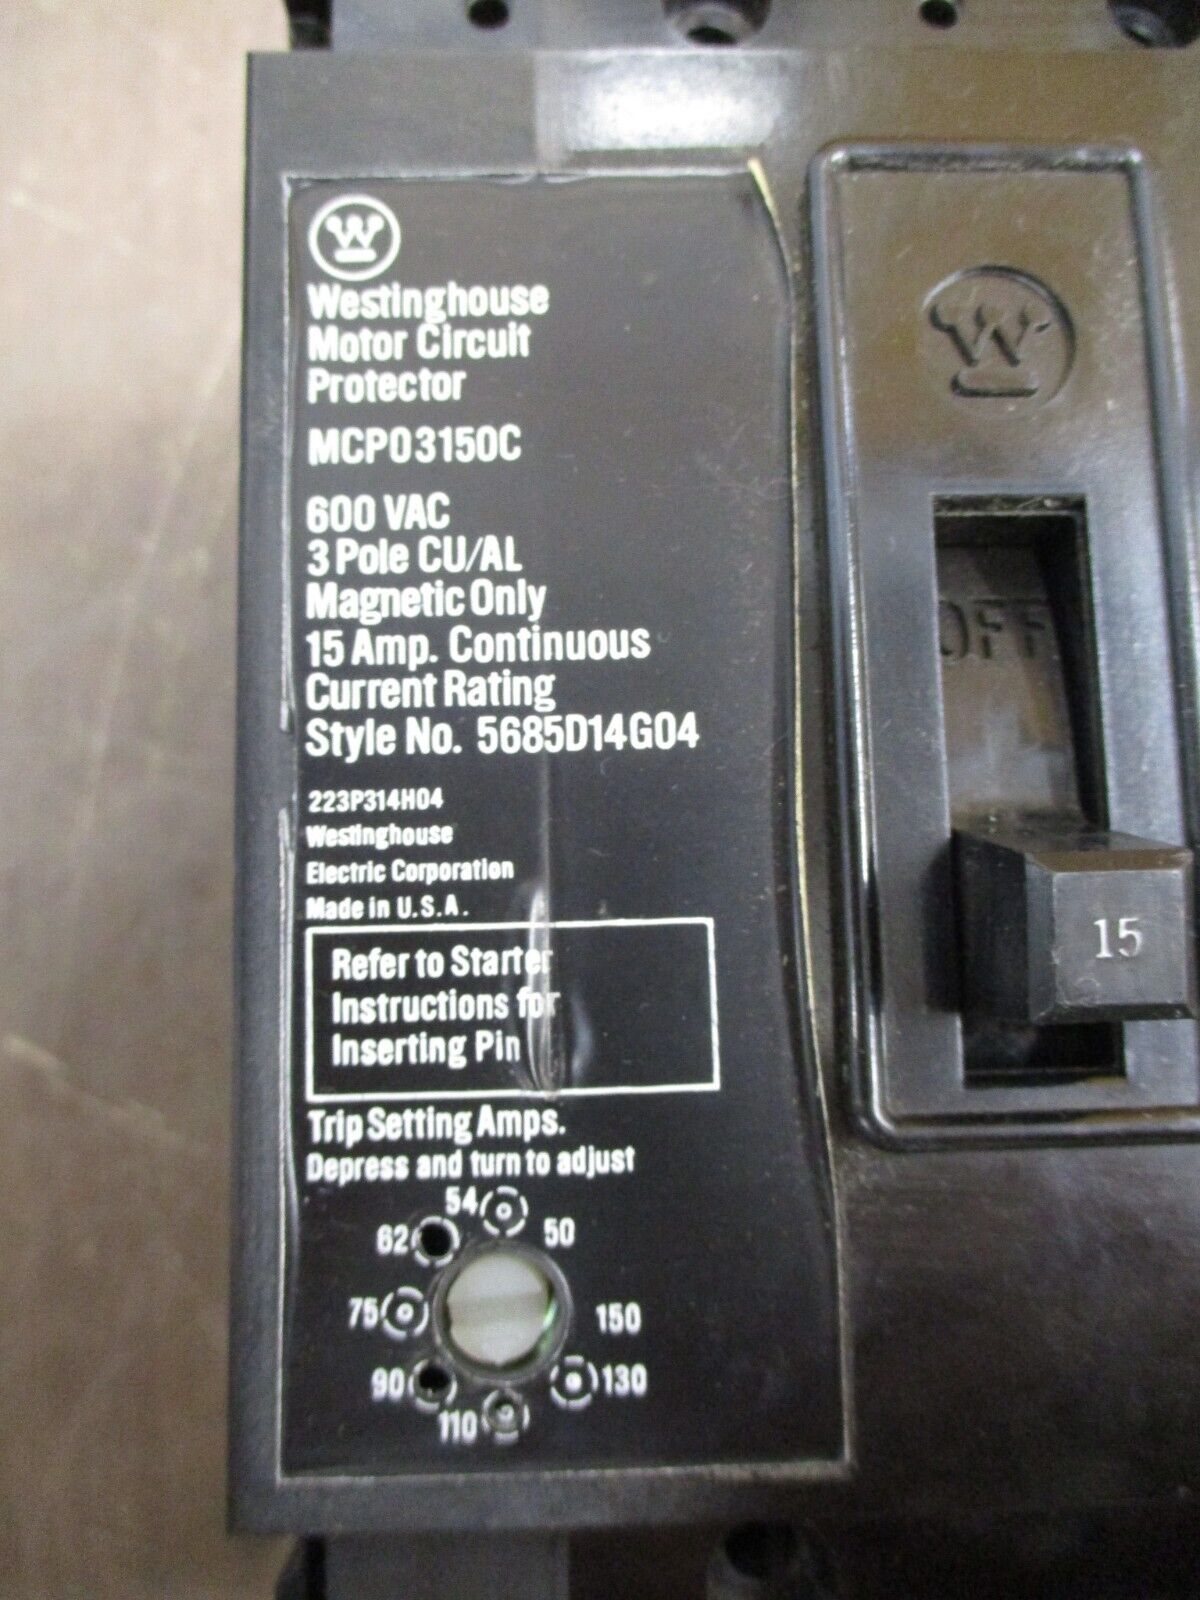 W
Westinghouse
Motor Circuit
Protector
MCP03150C
600 VAC
3 Pole CU/AL
Magnetic Only
15 Amp. Continuous
Current Rating
Style No. 5685D14G04
223P314H04
Westinghouse
Electric Corporation
Made in U.S.A.
Refer to Starter
Instructions for
Inserting Pin
Trip Setting Amps.
Depress and turn to adjust
54
62
50
75
150
90
130
110
W
OFF
15